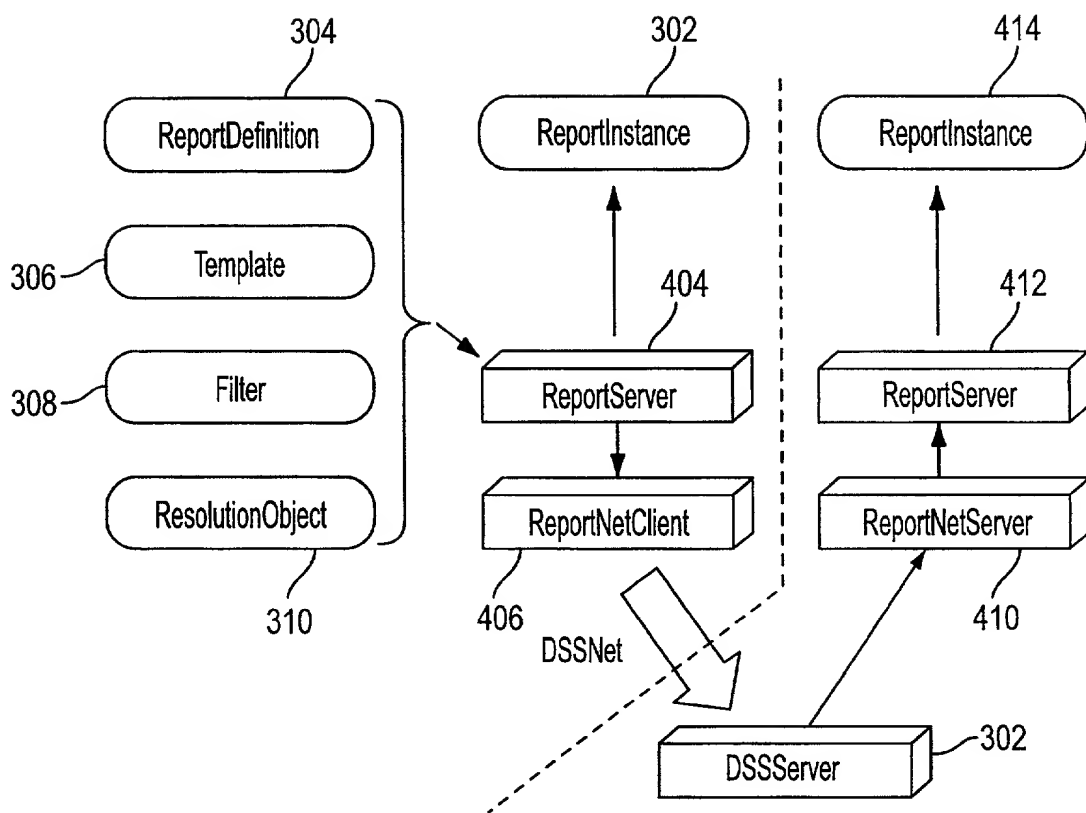 304
302
414
ReportDefinition
ReportInstance
ReportInstance
306
Template
404
412
308
Filter
ReportServer
ReportServer
ResolutionObject
ReportNetClient
ReportNetServer
310
406
410
DSSNet
302
DSSServer